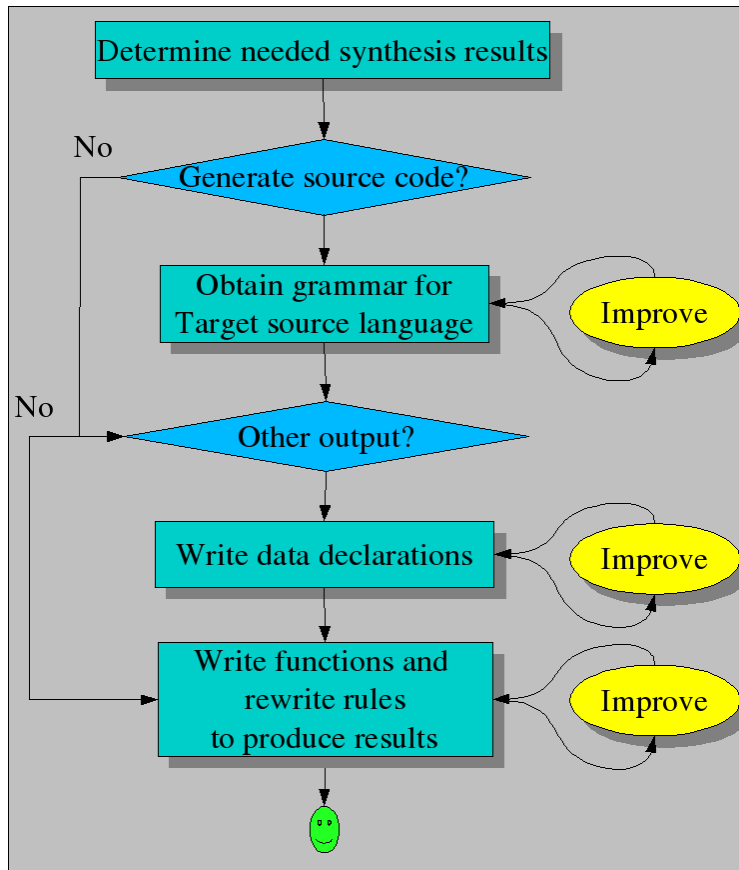 Determine needed synthesis results
No
Generate source code?
Obtain grammar for
Target source language
Improve
No
Other output?
Write data declarations
Improve
Write functions and
rewrite rules
to produce results
Improve